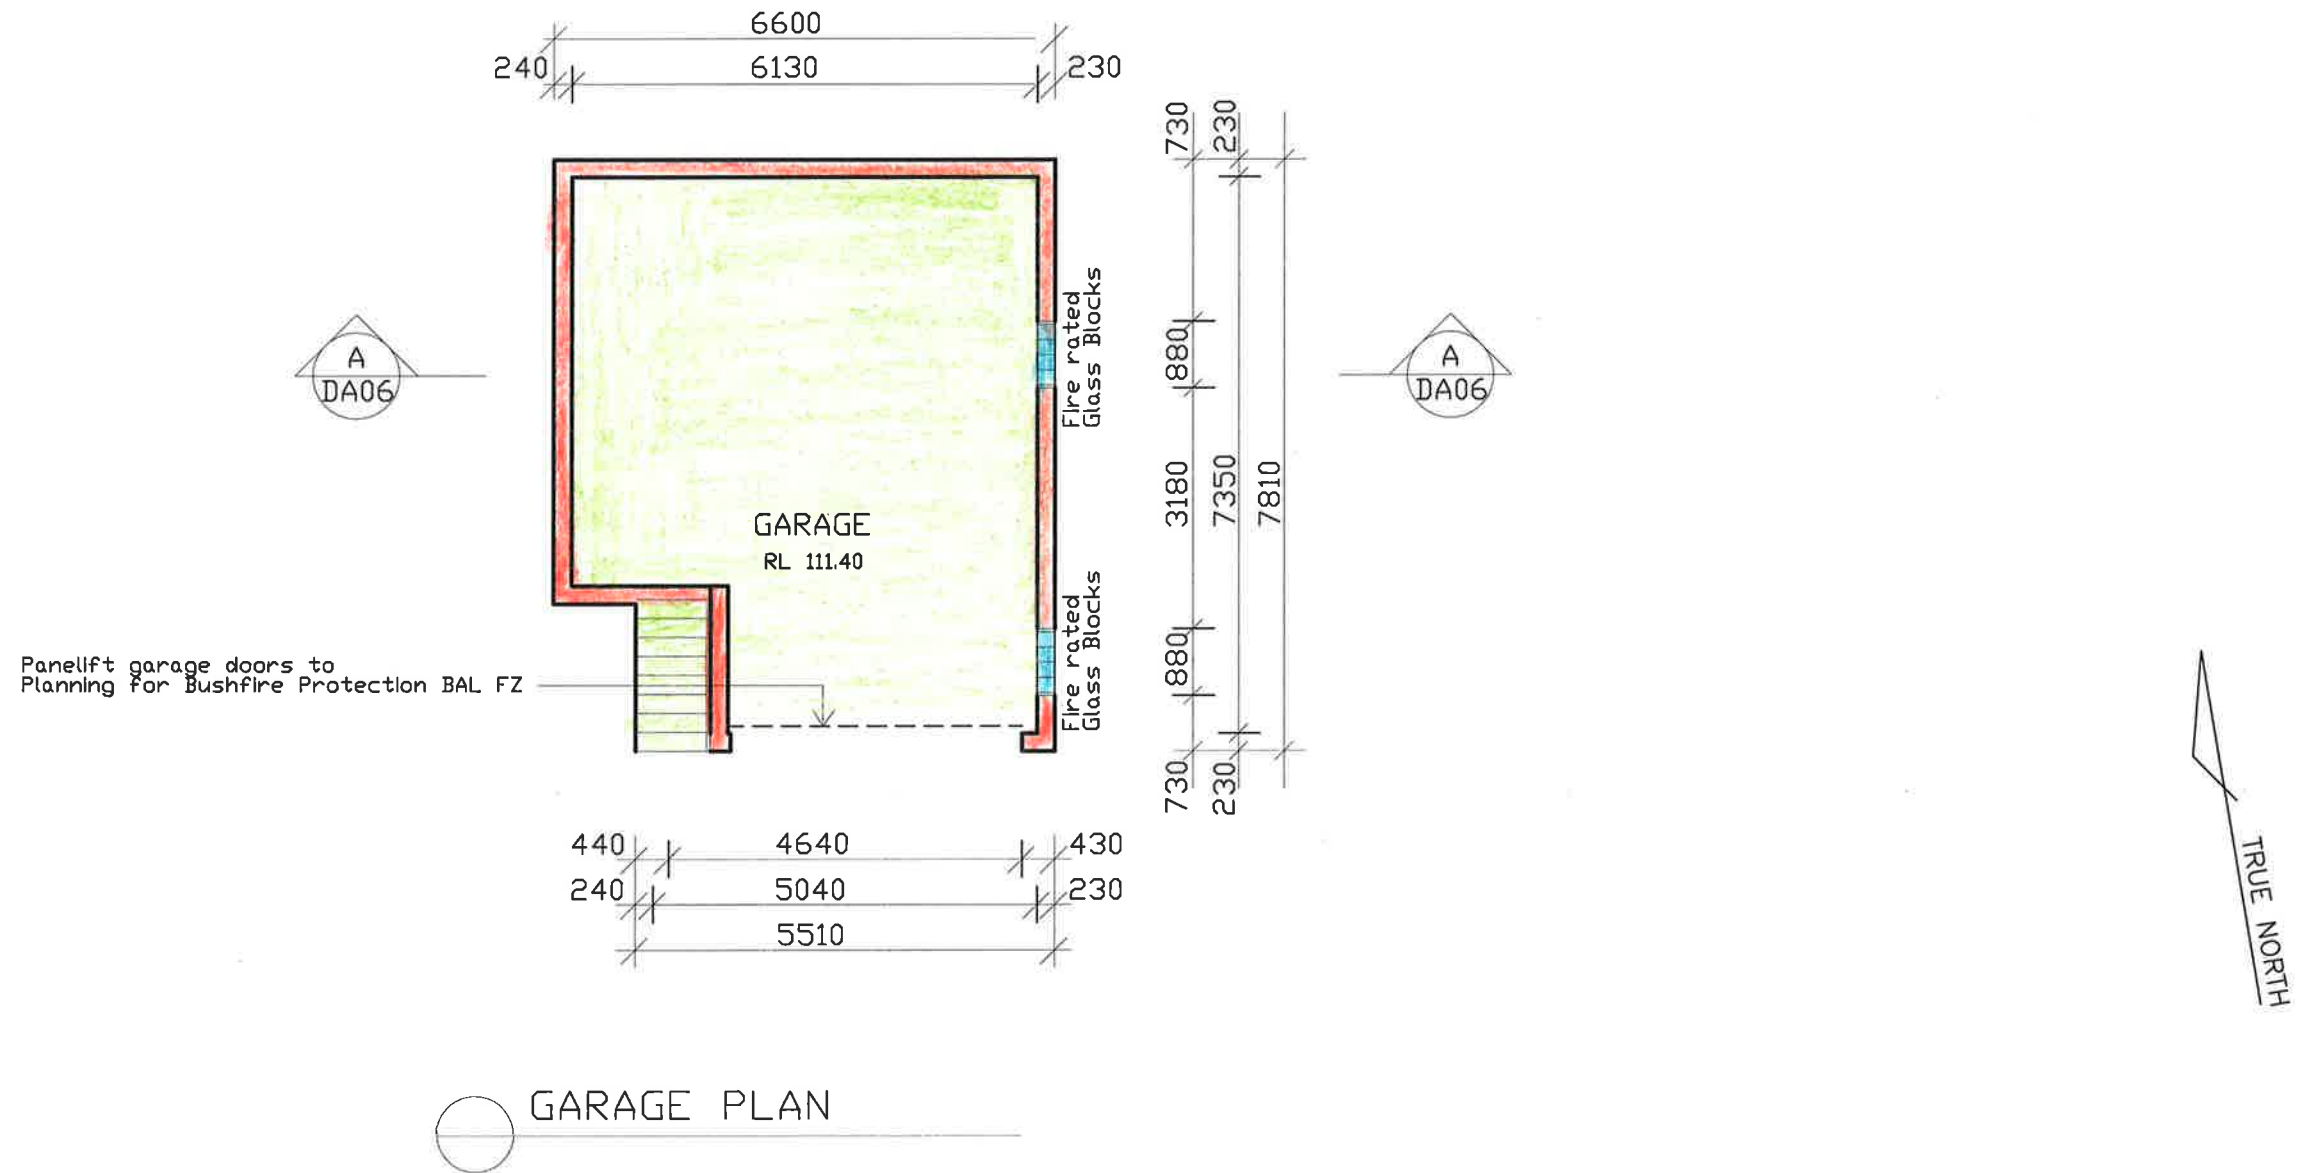 6600
240
6130
230
730
230
Fire rated
Glass Blocks
880
A
DA06
A
DA06
3180
7350
7810
GARAGE
RL 111.40
Fire rated
Glass Blocks
880
Panelift garage doors to
Planning for Bushfire Protection BAL FZ
730
230
440
4640
430
240
5040
230
5510
TRUE NORTH
GARAGE PLAN